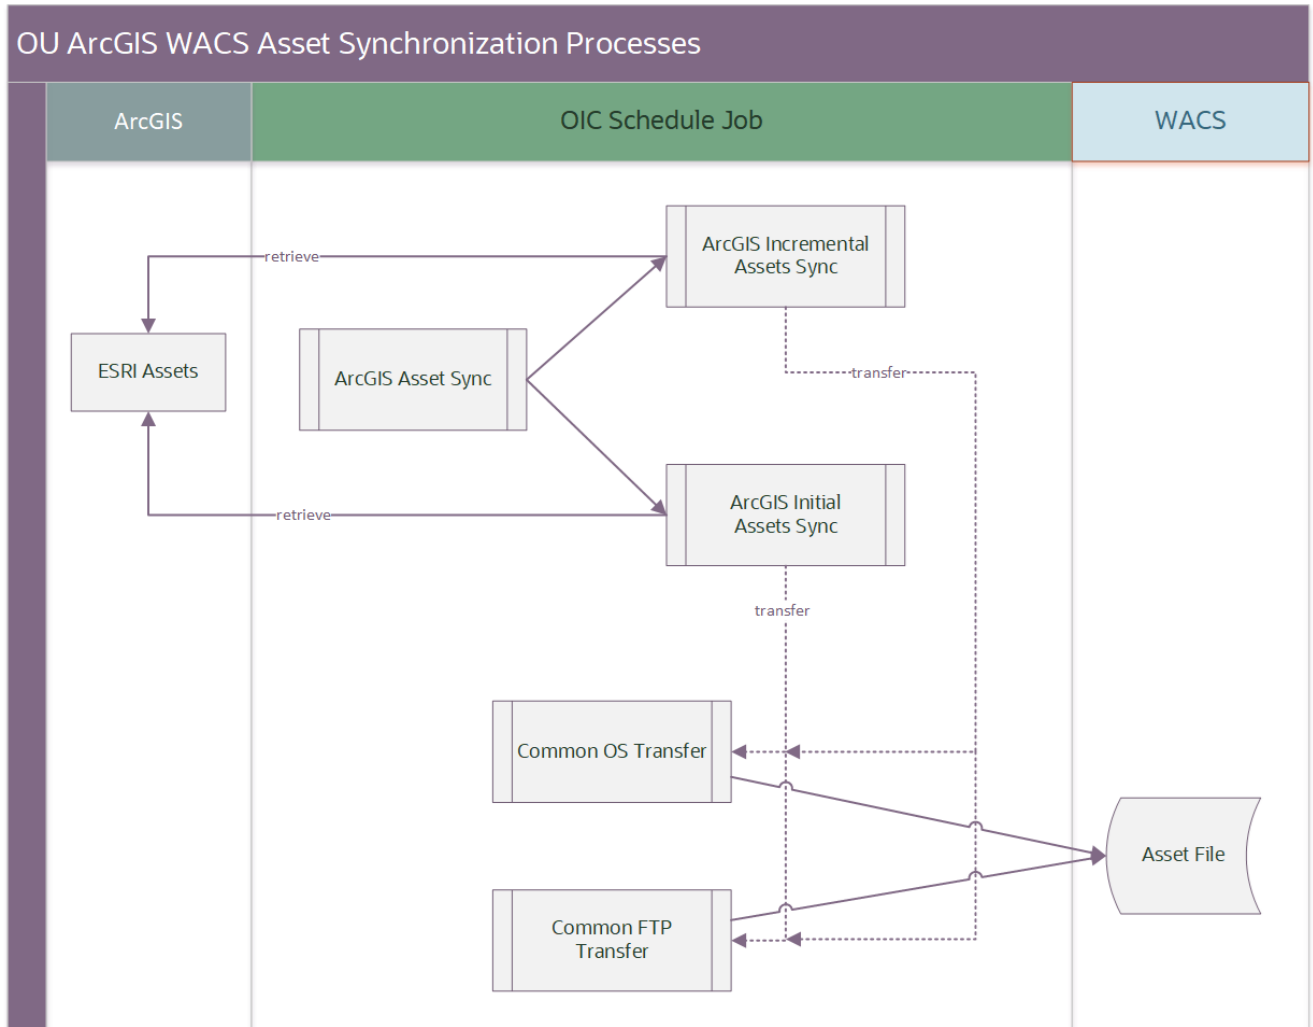 OU ArcGIS WACS Asset Synchronization Processes
ArcGIS
OIC Schedule Job
WACS
ArcGIS Incremental
Assets Sync
retrieve
ESRI Assets
ArcGIS Asset Sync
transfer
ArcGIS Initial
Assets Sync
retrieve
transfer
Common OS Transfer
Asset File
Common FTP
Transfer